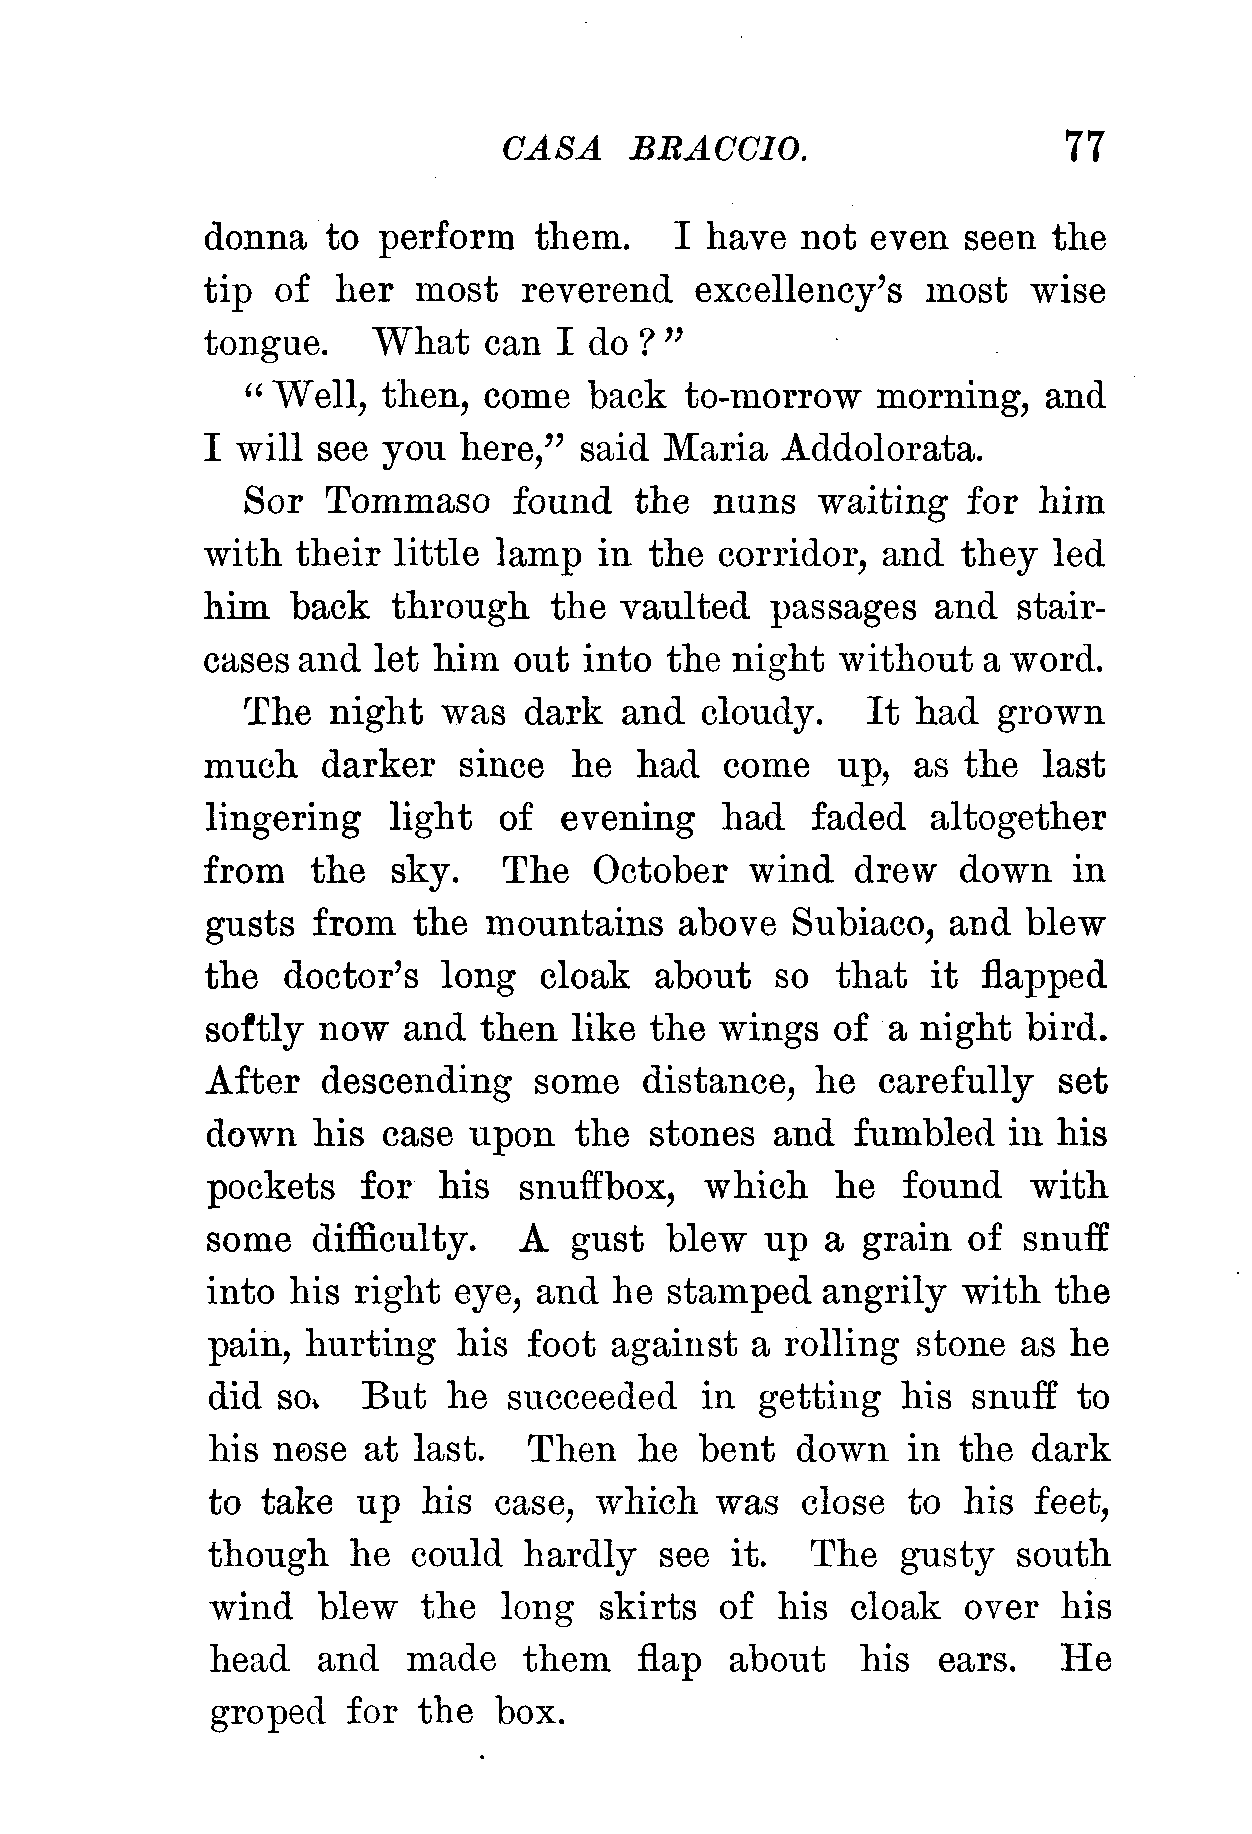 CASA BRACCIO. 77
donna to perform them. I have not even seen the
tip of her most reverend excellency's most wise
tongue. What can I do?"
"Well, then, come back to-morrow morning, and
I will see you here," said Maria Addolorata.
Sor Tommaso found the nuns waiting for him
with their little lamp in the corridor, and they led
him back through the vaulted passages and stair-
cases and let him out into the night without a word.
The night was dark and cloudy. It had grown
much darker since he had come up, as the last
lingering light of evening had faded altogether
from the sky. The October wind drew down in
gusts from the mountains above Subiaco, and blew
the doctor's long cloak about so that it flapped
softly now and then like the wings of a night bird.
After descending some distance, he carefully set
down his case upon the stones and fumbled in his
pockets for his snuffbox, which he found with
some difficulty. A gust blew up a grain of snuff
into his right eye, and he stamped angrily with the
pain, hurting his foot against a rolling stone as he
did so. But he succeeded in getting his snuff to
his nose at last. Then he bent down in the dark
to take up his case, which was close to his feet,
though he could hardly see it. The gusty south
wind blew the long skirts of his cloak over his
head and made them flap about his ears. He
groped for the box.